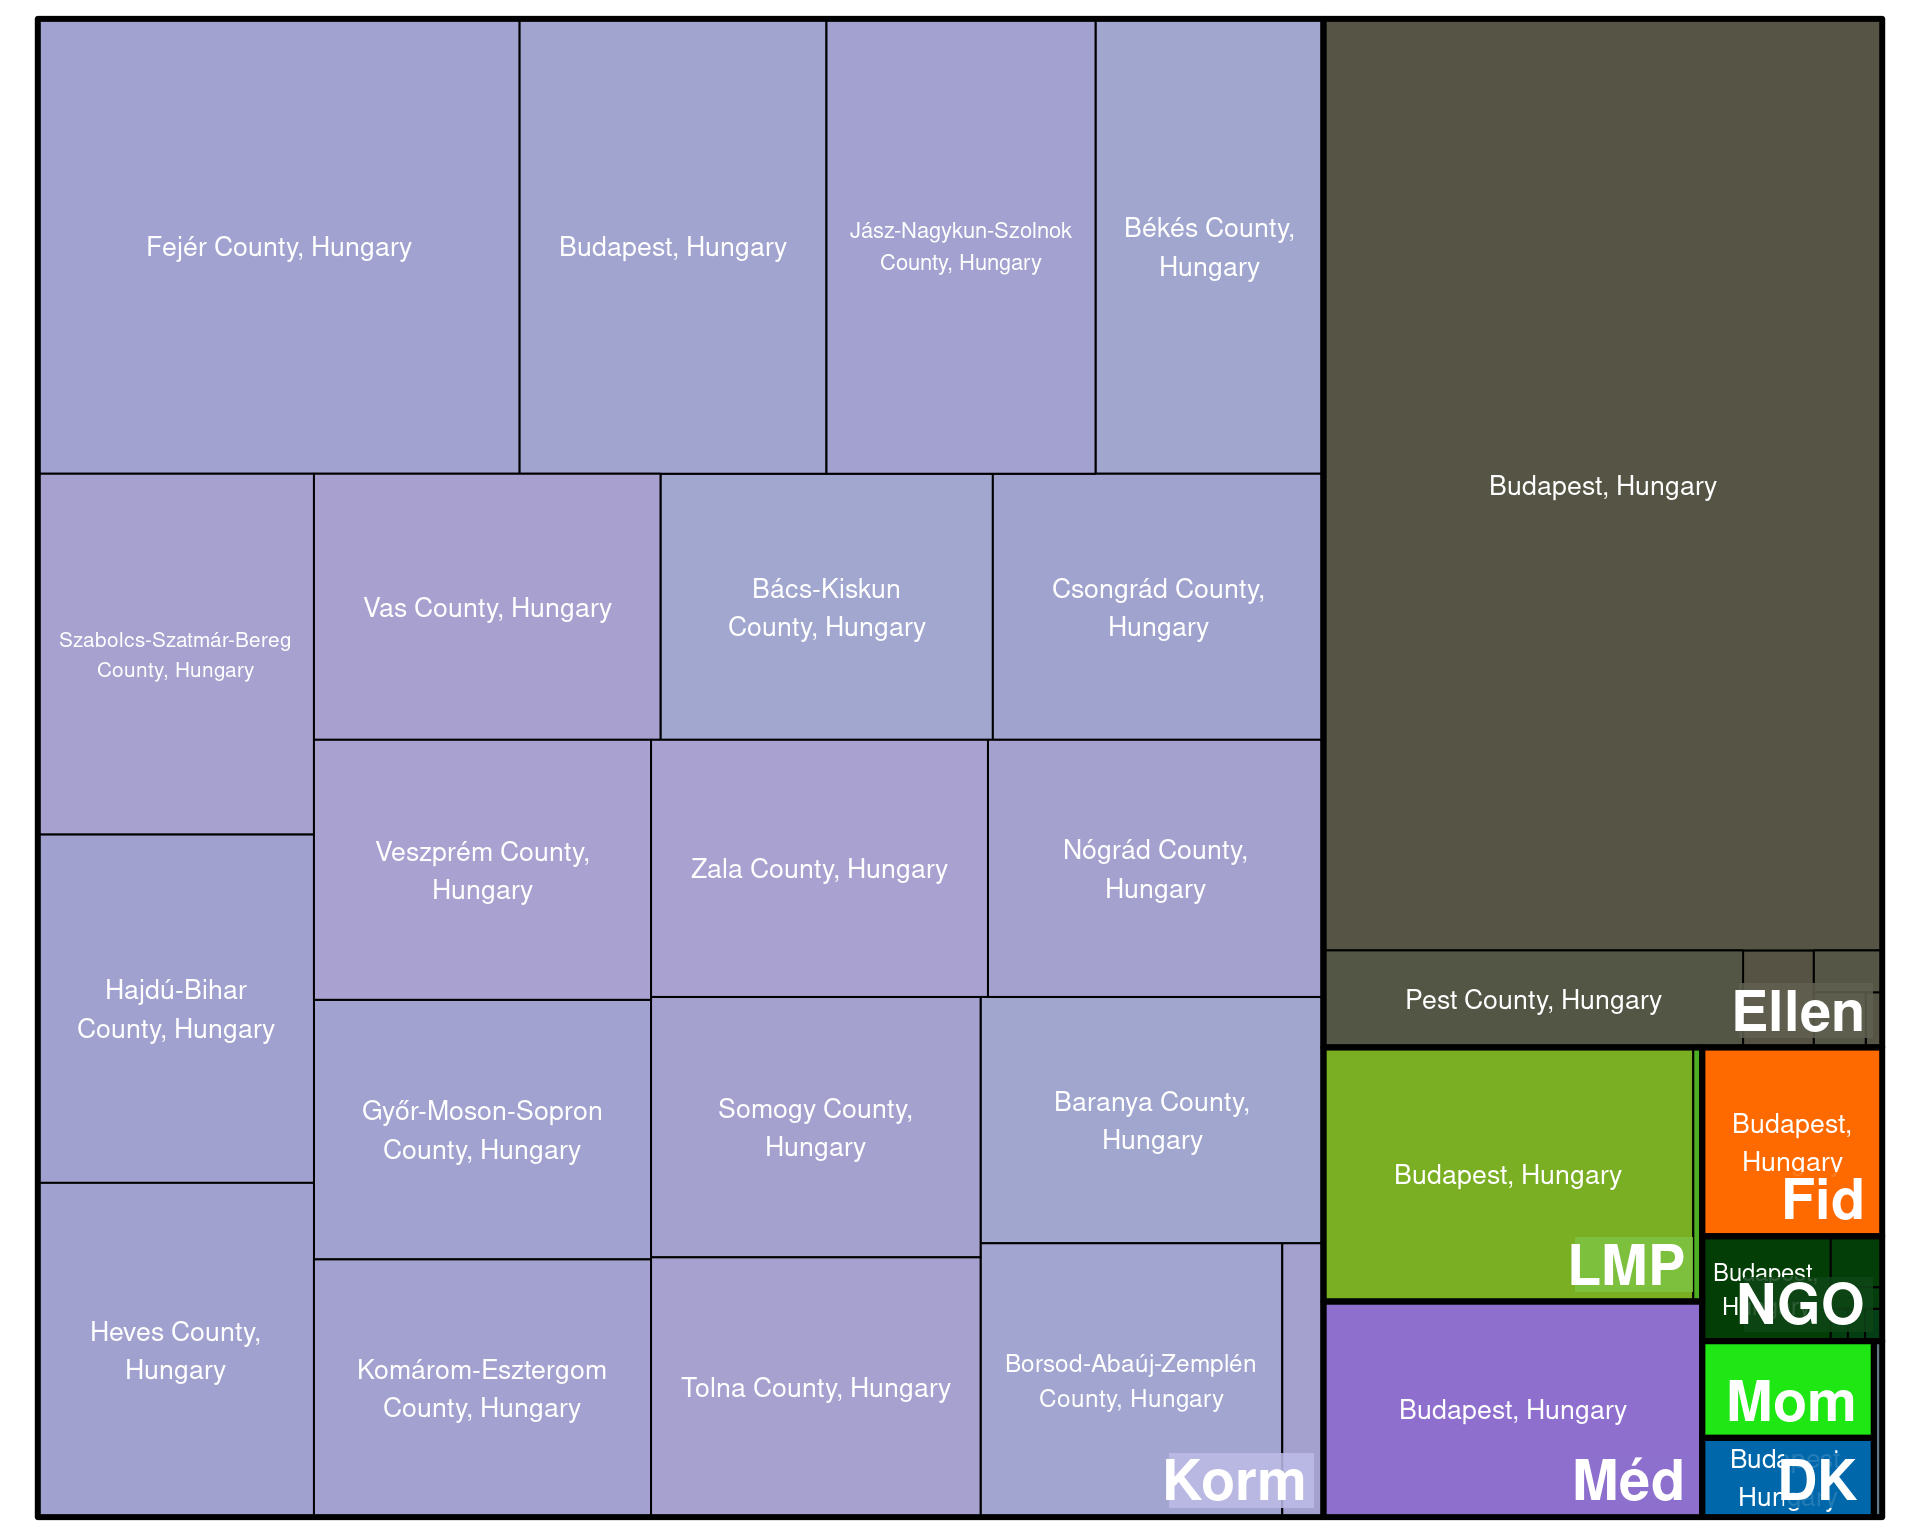 Fejér County, Hungary
Budapest, Hungary
Jász-Nagykun-Szolnok
County, Hungary
Békés County,
Hungary
Szabolcs-Szatmár-Bereg
County, Hungary
Vas County, Hungary
Bács-Kiskun
County, Hungary
Csongrád County,
Hungary
Hajdú-Bihar
County, Hungary
Veszprém County,
Hungary
Zala County, Hungary
Nógrád County,
Hungary
Heves County,
Hungary
Győr-Moson-Sopron
County, Hungary
Somogy County,
Hungary
Baranya County,
Hungary
Komárom-Esztergom
County, Hungary
Tolna County, Hungary
Borsod-Abaúj-Zemplén
County, Hungary
Korm
Budapest, Hungary
Pest County, Hungary
Ellen
Budapest, Hungary
LMP
Budapest, Hungary
Méd
Budapest,
Hungary
Fid
Budapest,
NGO
Mom
Budapest,
Hungary
DK